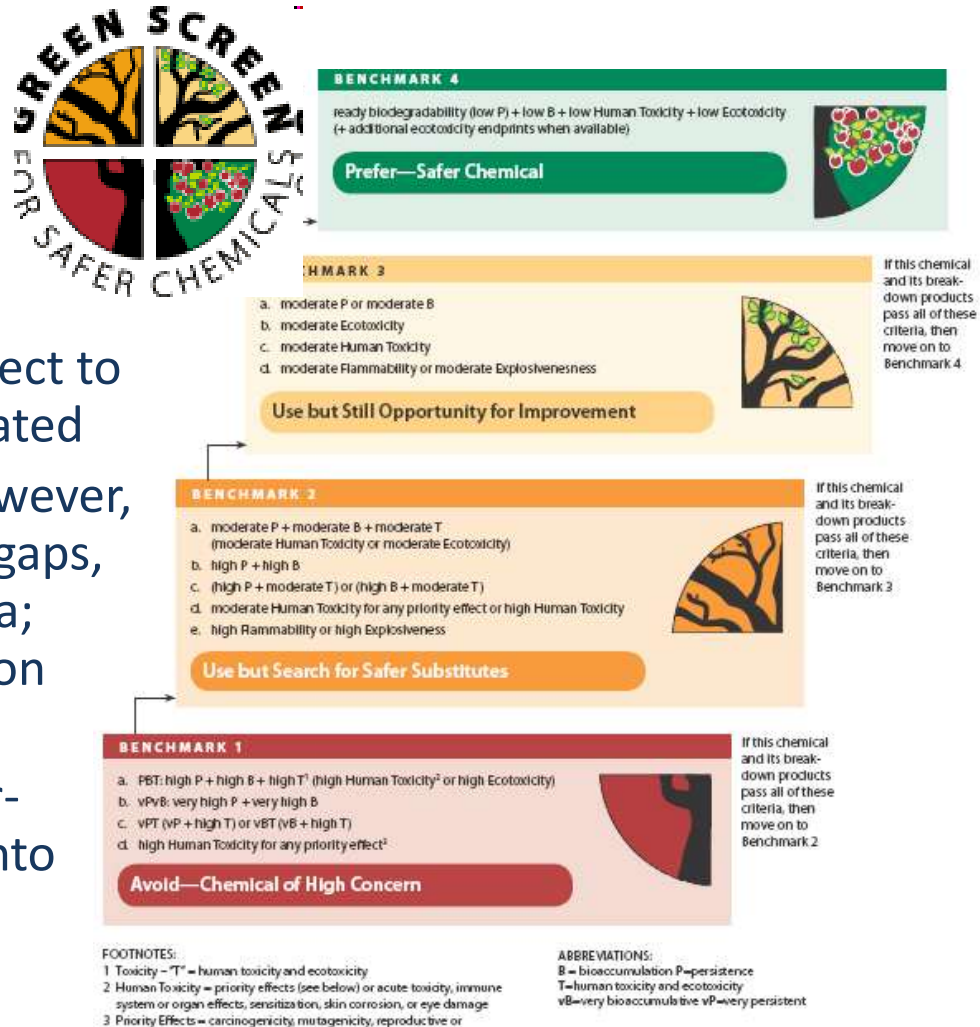 GREEN SCREEN
FOR SAFER CHEMICALS
BENCHMARK 4
ready biodegradability (low P) + low B + low Human Toxicity + low Ecotoxicity
(+ additional ecotoxicity endprints when available)
Prefer—Safer Chemical
CHMARK 3
a. moderate P or moderate B
b. moderate Ecotoxicity
c. moderate Human Toxicity
d. moderate Flammability or moderate Explosivenesness
Use but Still Opportunity for Improvement
If this chemical
and its break-
down products
pass all of these
criteria, then
move on to
Benchmark 4
ect to
ated
wever,
gaps,
a;
on
r-
nto
BENCHMARK 2
a. moderate P + moderate B + moderate T
(moderate Human Toxicity or moderate Ecotoxicity)
b. high P + high B
c. (high P + moderate T) or (high B + moderate T)
d. moderate Human Toxicity for any priority effect or high Human Toxicity
e. high Flammability or high Explosiveness
Use but Search for Safer Substitutes
If this chemical
and its break-
down products
pass all of these
criteria, then
move on to
Benchmark 3
BENCHMARK 1
a. PBT: high P + high B + high T¹ (high Human Toxicity² or high Ecotoxicity)
b. vPvB: very high P + very high B
c. vPT (vP + high T) or vBT (vB + high T)
d. high Human Toxicity for any priority effect³
Avoid—Chemical of High Concern
If this chemical
and its break-
down products
pass all of these
criteria, then
move on to
Benchmark 2
FOOTNOTES:
1 Toxicity – "T" = human toxicity and ecotoxicity
2 Human Toxicity = priority effects (see below) or acute toxicity, immune
system or organ effects, sensitization, skin corrosion, or eye damage
3 Priority Effects = carcinogenicity, mutagenicity, reproductive or
ABBREVIATIONS:
B = bioaccumulation P=persistence
T=human toxicity and ecotoxicity
vB=very bioaccumulative vP=very persistent